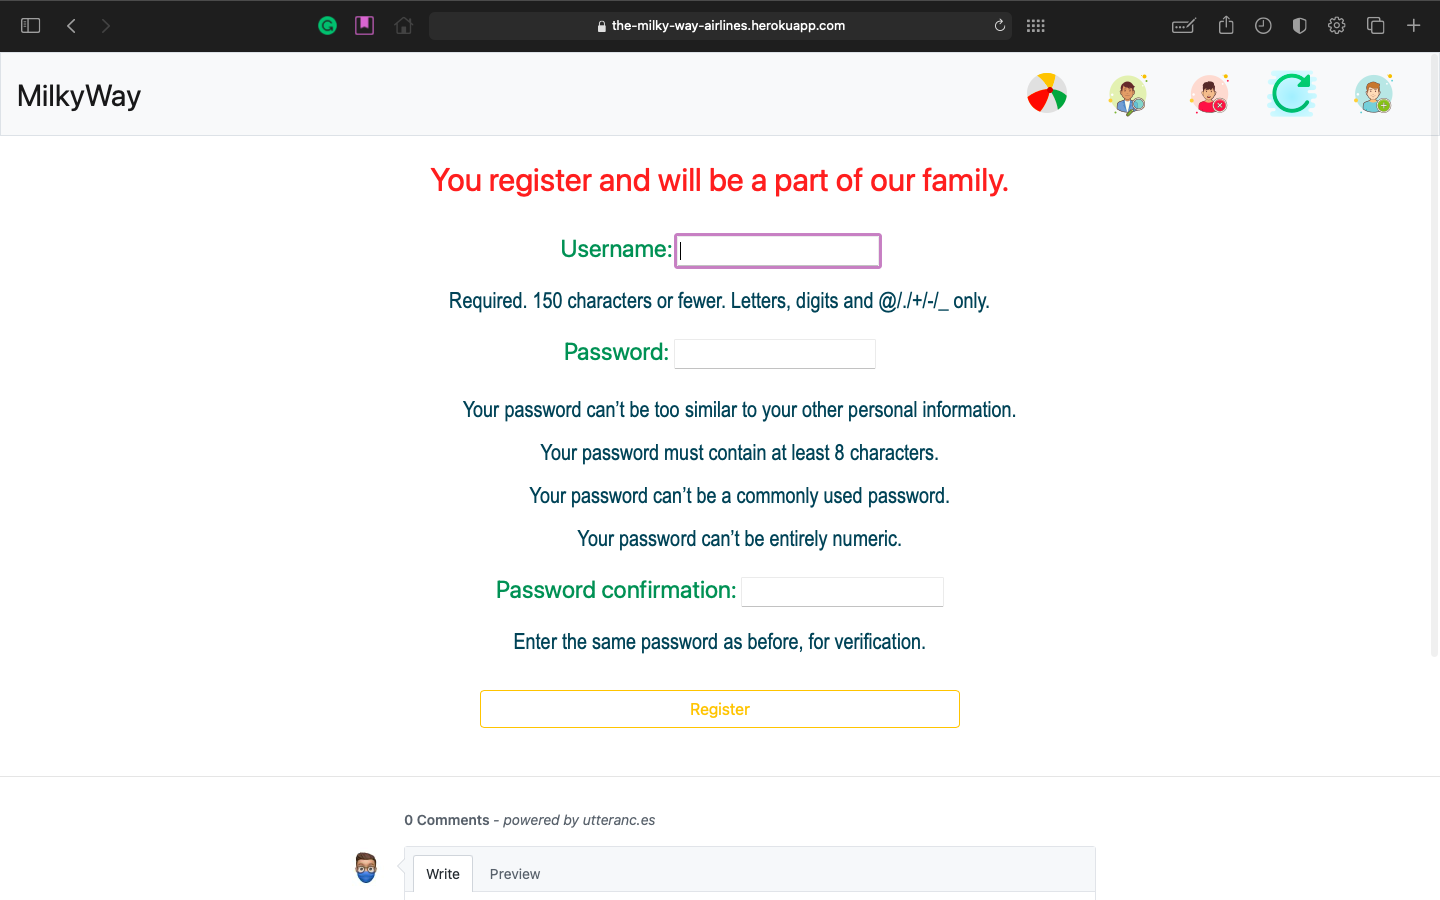 the-milky-way-airlines.herokuapp.com
MilkyWay
You register and will be a part of our family.
Username:
Required. 150 characters or fewer. Letters, digits and @/./+/-/_ only.
Password:
Your password can't be too similar to your other personal information.
Your password must contain at least 8 characters.
Your password can't be a commonly used password.
Your password can't be entirely numeric.
Password confirmation:
Enter the same password as before, for verification.
Register
0 Comments - powered by utteranc.es
Write Preview